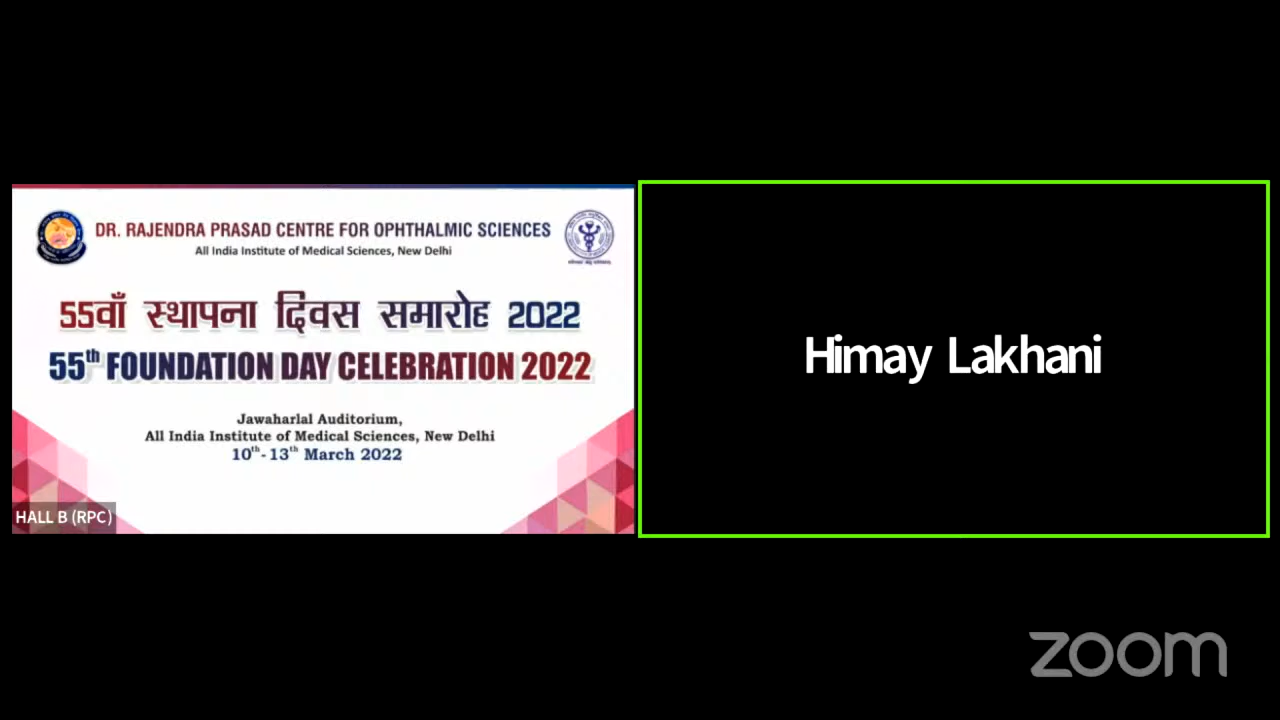 DR. RAJENDRA PRASAD CENTRE FOR OPHTHALMIC SCIENCES
All India Institute of Medical Sciences, New Delhi
55वाँ स्थापना दिवस समारोह 2022
55th FOUNDATION DAY CELEBRATION 2022
Jawaharlal Auditorium,
All India Institute of Medical Sciences, New Delhi
10th - 13th March 2022
HALL B (RPC)
Himay Lakhani
zoom